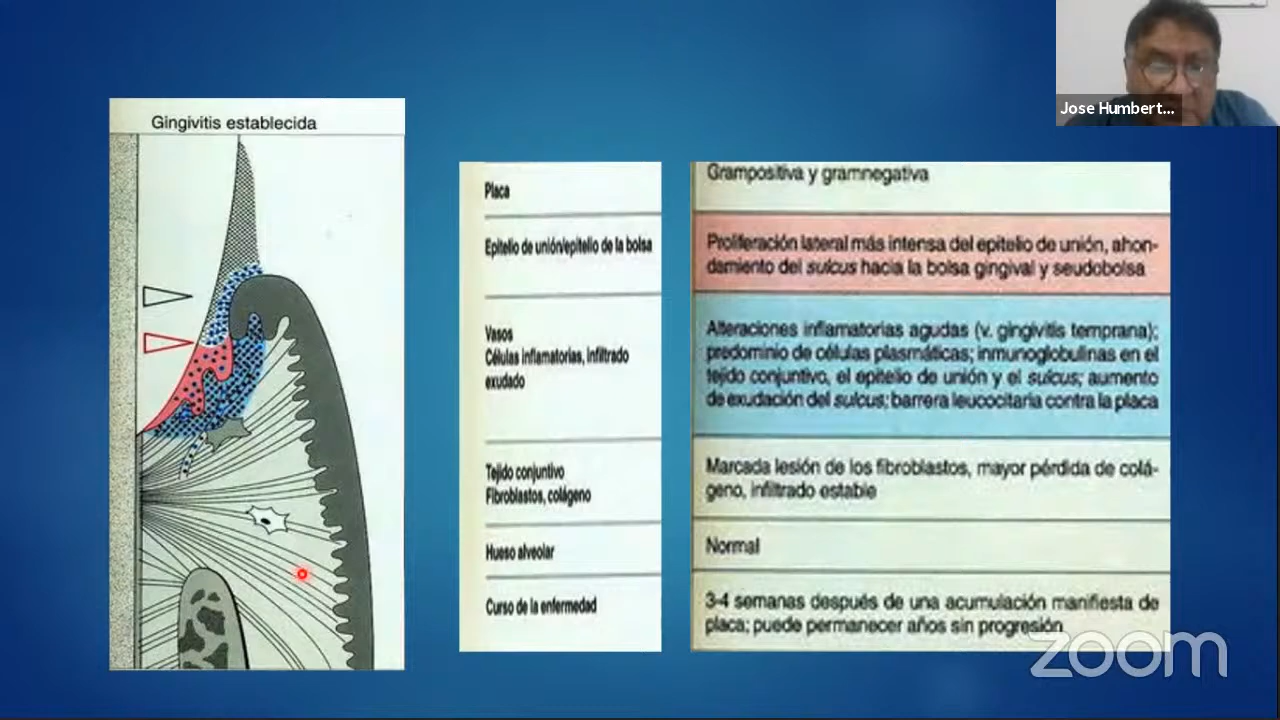 Jose Humbert...
Gingivitis establecida
Placa
Grampositiva y gramnegativa
Epitelio de unión/epitelio de la bolsa
Proliferación lateral más intensa del epitelio de unión, ahon-
damiento del sulcus hacia la bolsa gingival y seudobolsa
Vasos
Células inflamatorias, infiltrado
exudado
Alteraciones inflamatorias agudas (v. gingivitis temprana);
predominio de células plasmáticas; inmunoglobulinas en el
tejido conjuntivo, el epitelio de unión y el sulcus; aumento
de exudación del sulcus; barrera leucocitaria contra la placa
Tejido conjuntivo
Fibroblastos, colágeno
Marcada lesión de los fibroblastos, mayor pérdida de colá-
geno, infiltrado estable
Hueso alveolar
Normal
Curso de la enfermedad
3-4 semanas después de una acumulación manifiesta de
placa; puede permanecer años sin progresión
zoom